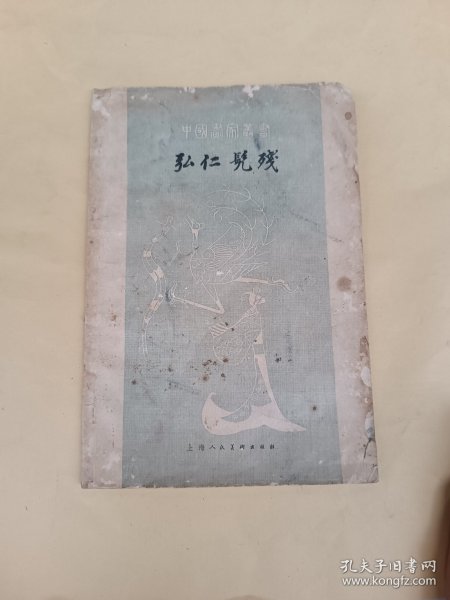 中國畫家叢書
弘仁 髡殘
上海人民美術出版社
孔夫子旧书网
www.kongfz.com